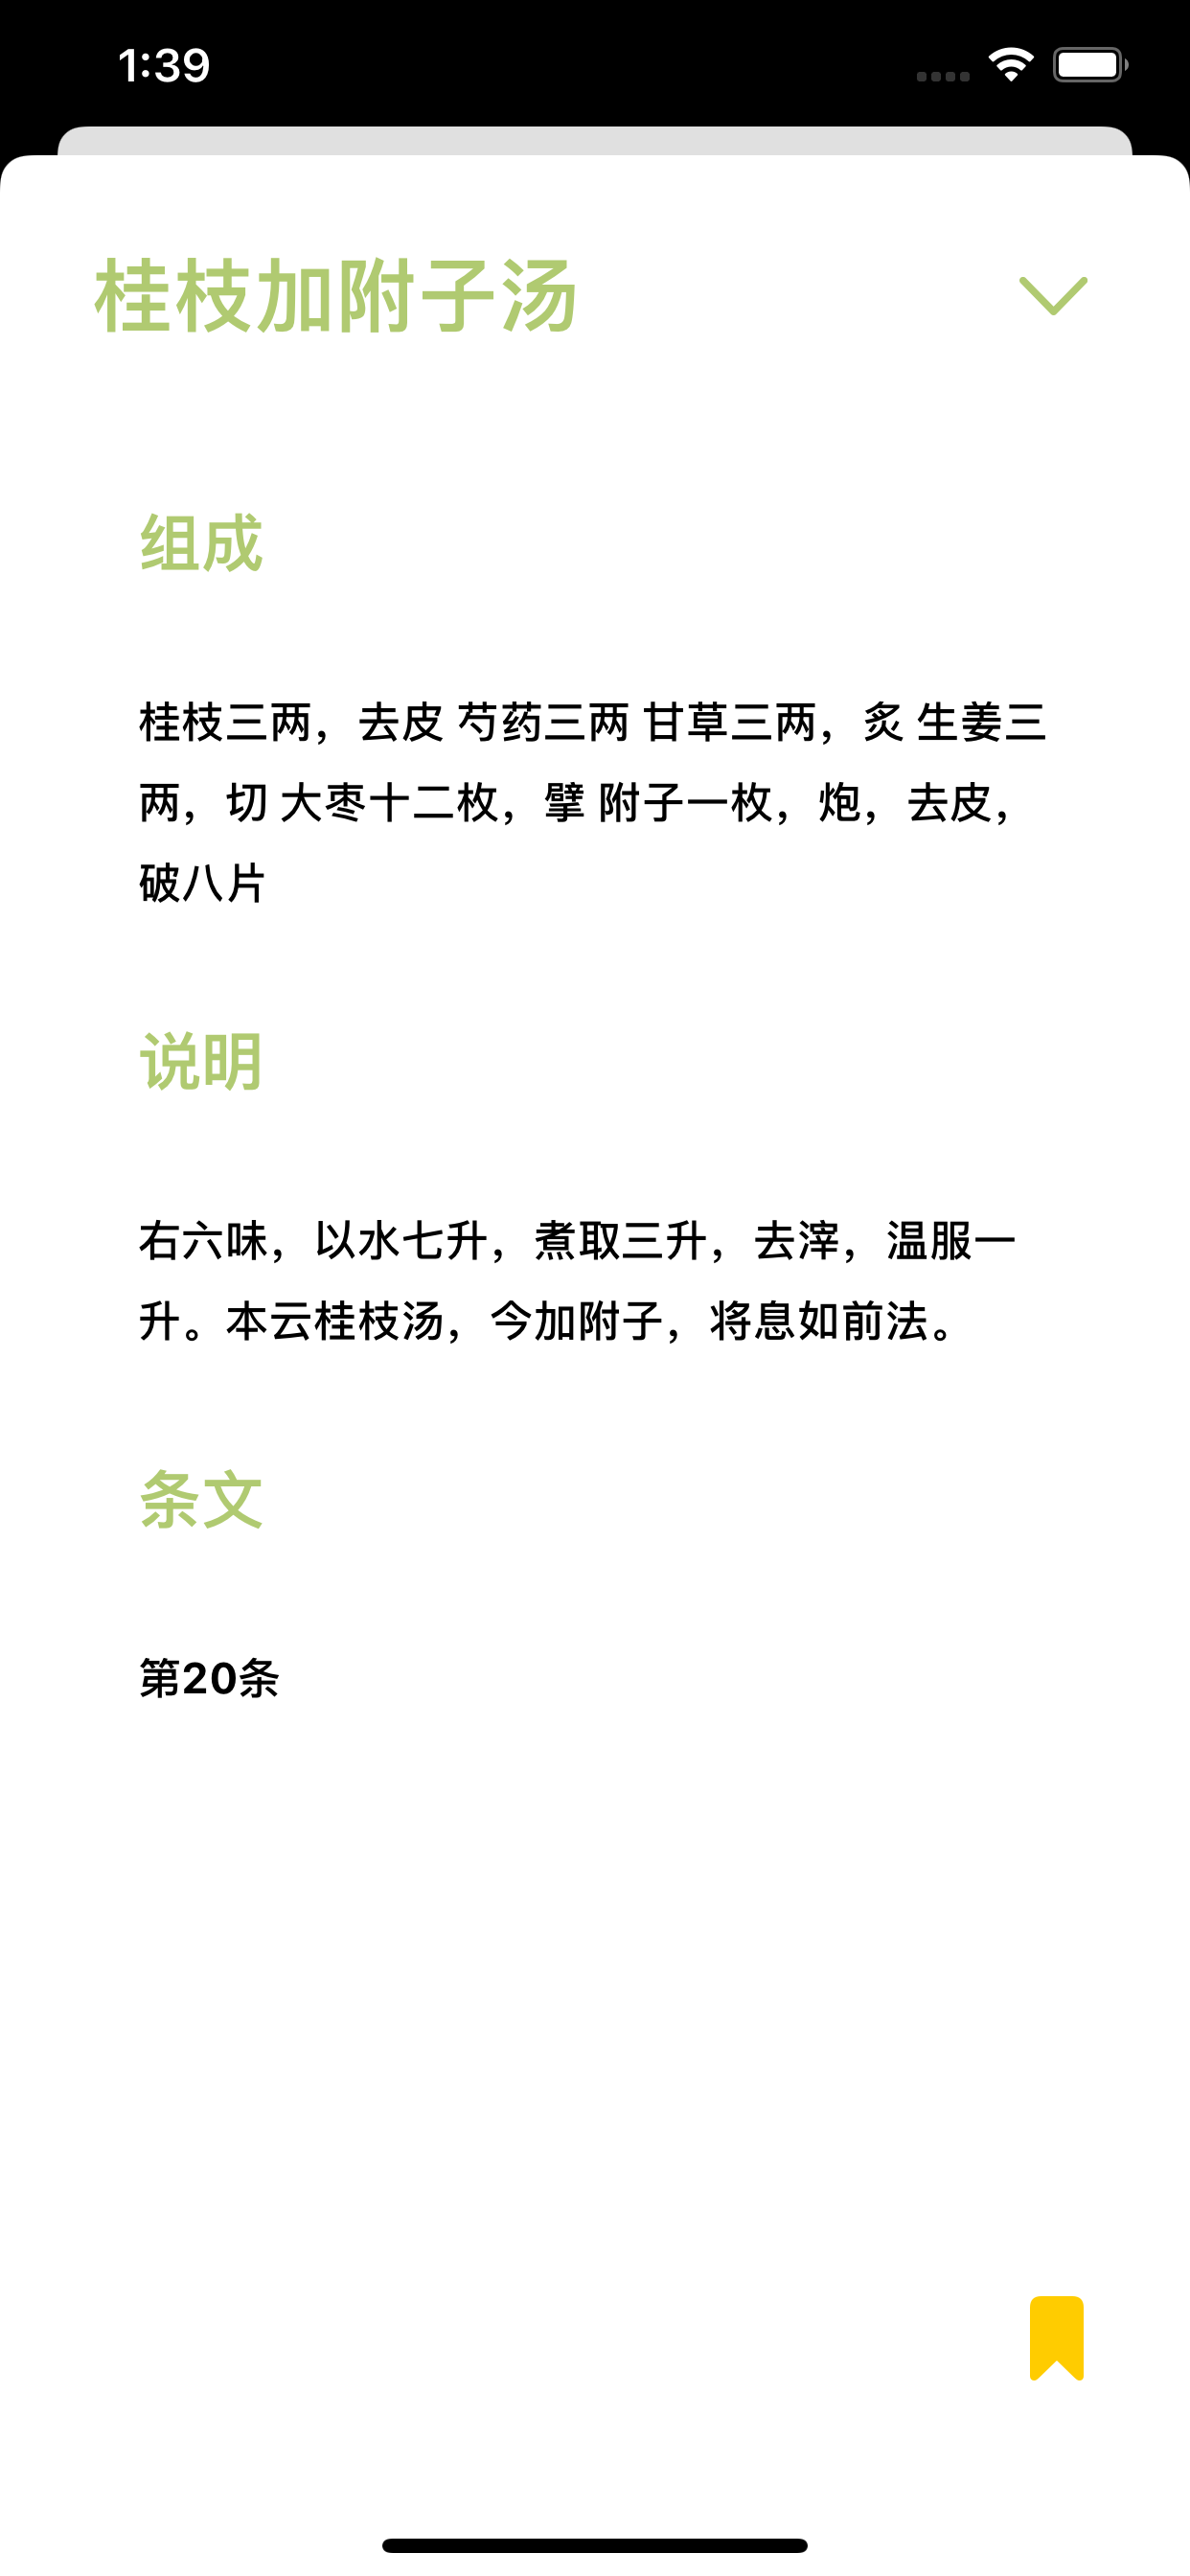 1:39
桂枝加附子汤
组成
桂枝三两，去皮 芍药三两 甘草三两，炙 生姜三
两，切 大枣十二枚，擘 附子一枚，炮，去皮，
破八片
说明
右六味，以水七升，煮取三升，去滓，温服一
升。本云桂枝汤，今加附子，将息如前法。
条文
第20条